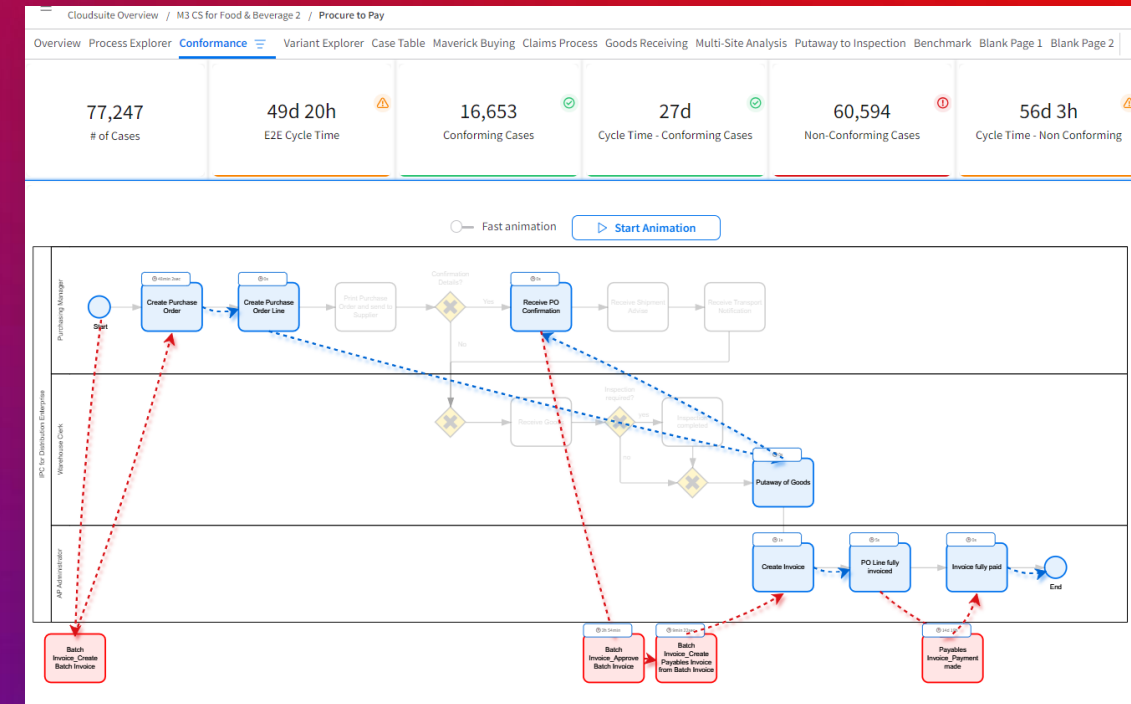 Cloudsuite Overview / M3 CS for Food & Beverage 2 / Procure to Pay
Overview Process Explorer Conformance Variant Explorer Case Table Maverick Buying Claims Process Goods Receiving Multi-Site Analysis Putaway to Inspection Benchmark Blank Page 1 Blank Page 2
77,247
# of Cases
49d 20h
E2E Cycle Time
16,653
Conforming Cases
27d
Cycle Time - Conforming Cases
60,594
Non-Conforming Cases
56d 3h
Cycle Time - Non Conforming
Fast animation
Start Animation
IPC for Distribution Enterprise
Purchasing Manager
Start
Create Purchase
Order
Create Purchase
Order Line
Print Purchase
Order and send to
Supplier
Confirmation
Details?
Yes
No
Receive PO
Confirmation
Receive Shipment
Advise
Receive Transport
Notification
Warehouse Clerk
Inspection
required?
yes
no
Putaway of Goods
AP Administrator
Create Invoice
PO Line fully
invoiced
Invoice fully paid
End
Batch
Invoice_Create
Batch Invoice
Batch
Invoice_Approve
Batch Invoice
Batch
Invoice_Create
Payables Invoice
from Batch Invoice
Payables
Invoice_Payment
made